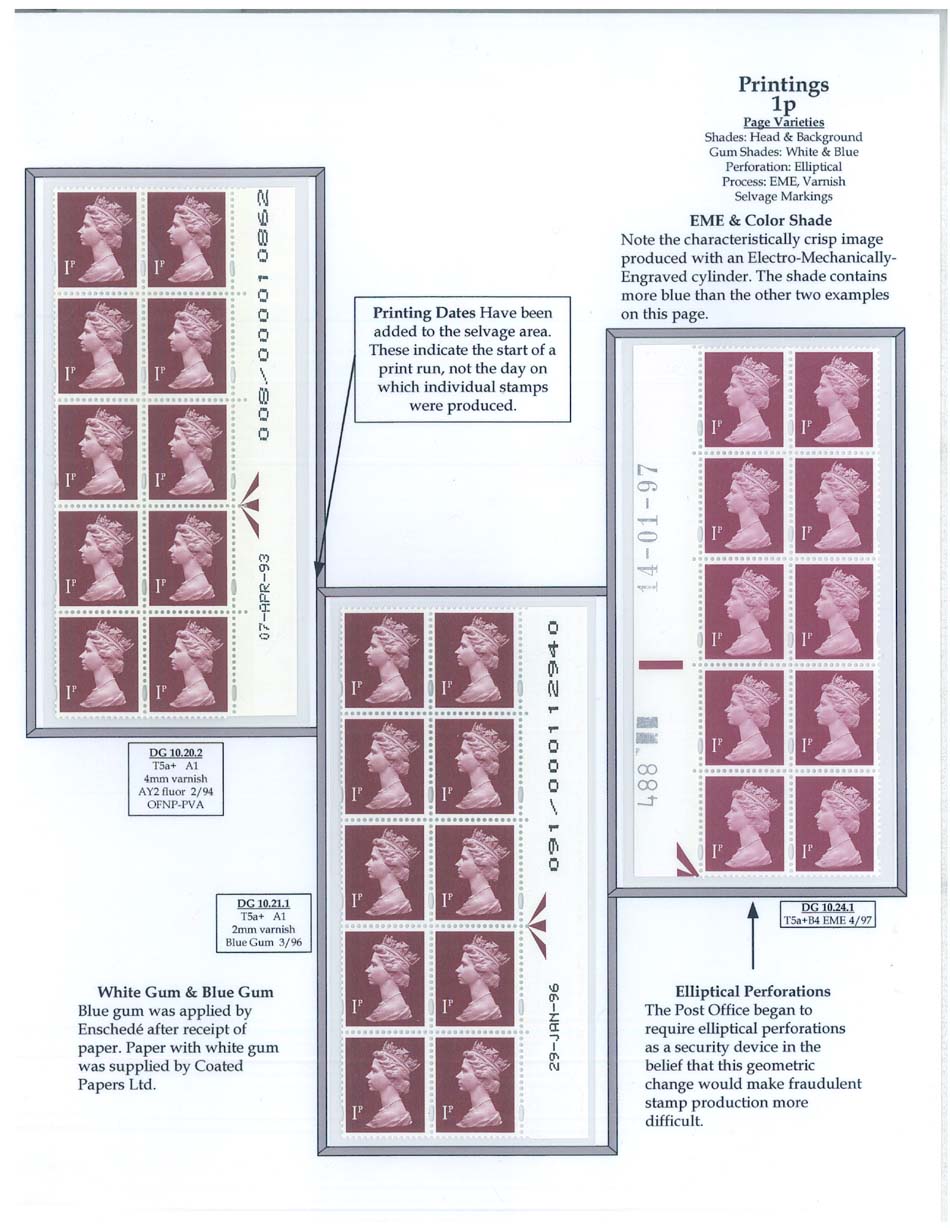 Printings
1p
Page Varieties
Shades: Head & Background
Gum Shades: White & Blue
Perforation: Elliptical
Process: EME, Varnish
Selvage Markings
EME & Color Shade
Note the characteristically crisp image
produced with an Electro-Mechanically-
Engraved cylinder. The shade contains
more blue than the other two examples
on this page.
Printing Dates Have been
added to the selvage area.
These indicate the start of a
print run, not the day on
which individual stamps
were produced.
1P 1P
1P 1P
1P 1P
1P 1P
1P 1P
07-APR-93 008/00001 0862
DG 10.20.2
T5a+ A1
4mm varnish
AY2 fluor 2/94
OFNP-PVA
1P 1P
1P 1P
1P 1P
1P 1P
1P 1P
29-JAN-96 091/0001 12940
DG 10.21.1
T5a+ A1
2mm varnish
Blue Gum 3/96
488 14-01-97
1P 1P
1P 1P
1P 1P
1P 1P
1P 1P
DG 10.24.1
T5a+B4 EME 4/97
White Gum & Blue Gum
Blue gum was applied by
Enschedé after receipt of
paper. Paper with white gum
was supplied by Coated
Papers Ltd.
Elliptical Perforations
The Post Office began to
require elliptical perforations
as a security device in the
belief that this geometric
change would make fraudulent
stamp production more
difficult.